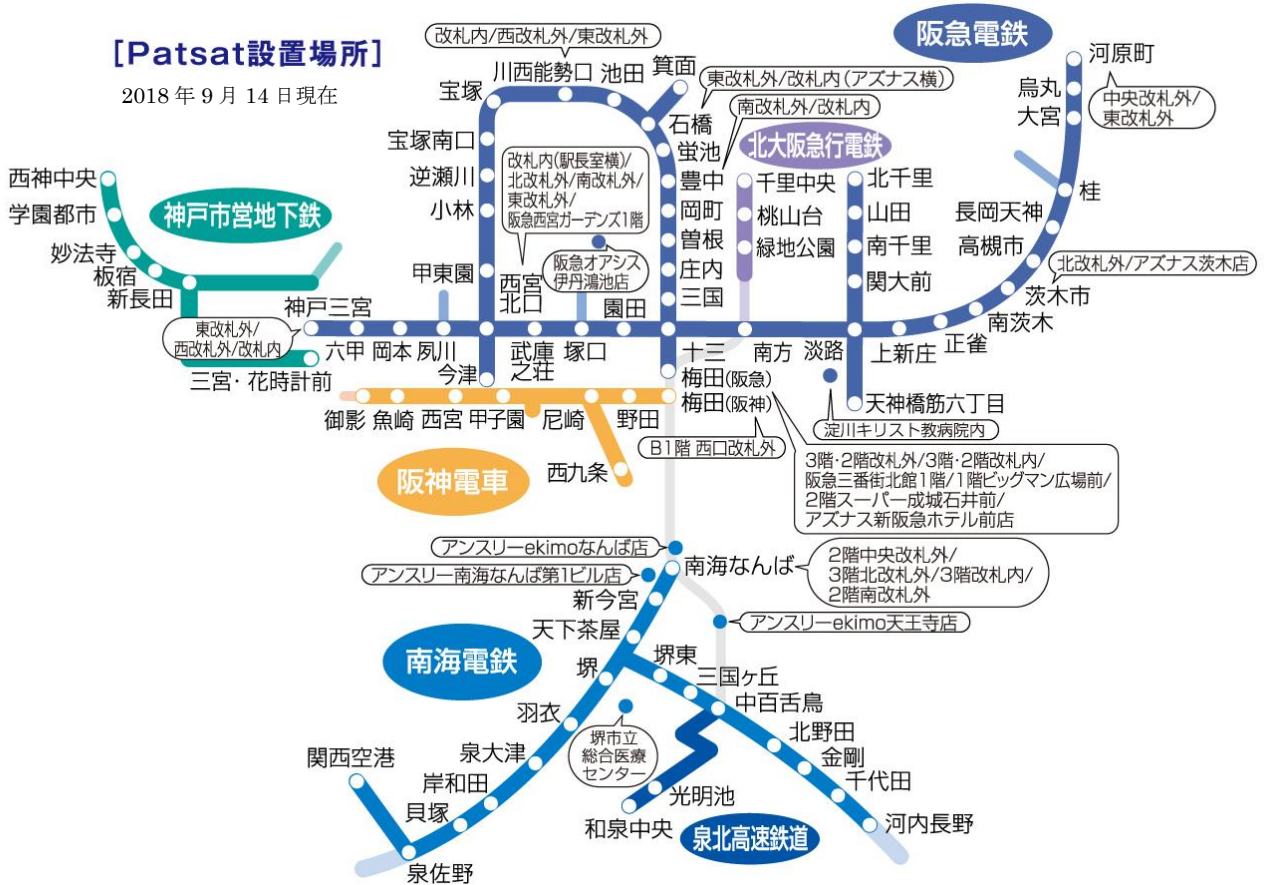 [Patsat設置場所]
2018年9月14日現在
改札内/西改札外/東改札外
阪急電鉄
河原町
烏丸
大宮
中央改札外/
東改札外
川西能勢口
池田
箕面
宝塚
東改札外/改札内(アズナス横)
石橋
南改札外/改札内
宝塚南口
蛍池
北大阪急行電鉄
逆瀬川
改札内(駅長室横)/
北改札外/南改札外/
東改札外/
阪急西宮ガーデンズ1階
豊中
千里中央
北千里
桂
西神中央
学園都市
神戸市営地下鉄
小林
岡町
桃山台
山田
長岡天神
妙法寺
曽根
緑地公園
南千里
高槻市
板宿
甲東園
西宮
北口
阪急オアシス
伊丹鴻池店
庄内
関大前
北改札外/アズナス茨木店
新長田
三国
茨木市
神戸三宮
園田
南茨木
東改札外/
西改札外/改札内
六甲
岡本
夙川
今津
武庫
之荘
塚口
十三
南方
淡路
上新庄
正雀
三宮・花時計前
梅田(阪急)
御影
魚崎
西宮
甲子園
尼崎
野田
梅田(阪神)
天神橋筋六丁目
淀川キリスト教病院内
B1階 西口改札外
阪神電車
西九条
3階・2階改札外/3階・2階改札内/
阪急三番街北館1階/1階ビッグマン広場前/
2階スーパー成城石井前/
アズナス新阪急ホテル前店
アンスリーekimoなんば店
南海なんば
2階中央改札外/
3階北改札外/3階改札内/
2階南改札外
アンスリー南海なんば第1ビル店
新今宮
天下茶屋
アンスリーekimo天王寺店
南海電鉄
堺
堺東
三国ヶ丘
中百舌鳥
羽衣
北野田
堺市立
総合医療
センター
泉大津
金剛
関西空港
岸和田
千代田
貝塚
光明池
和泉中央
泉北高速鉄道
河内長野
泉佐野